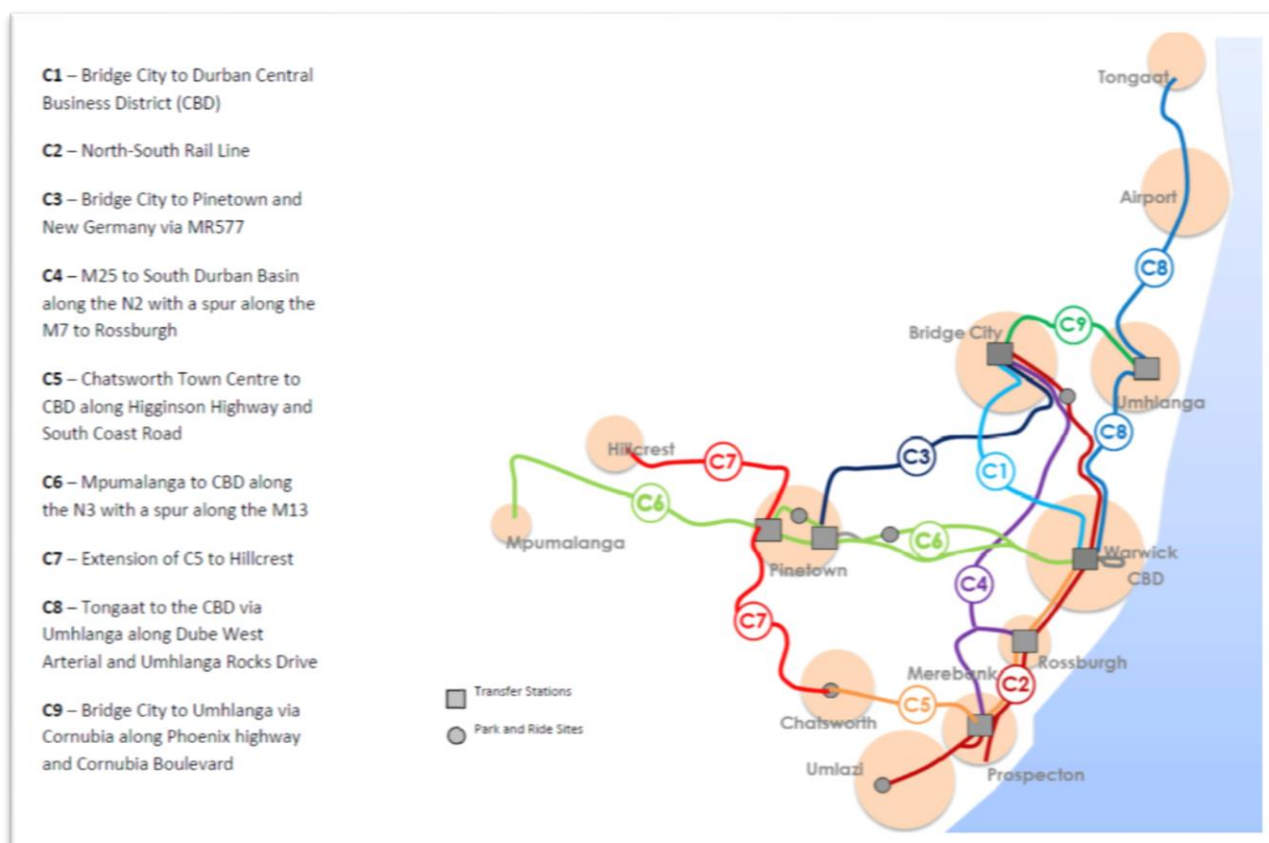 C1 – Bridge City to Durban Central
Business District (CBD)
C2 – North-South Rail Line
C3 – Bridge City to Pinetown and
New Germany via MR577
C4 – M25 to South Durban Basin
along the N2 with a spur along the
M7 to Rossburgh
C5 – Chatsworth Town Centre to
CBD along Higginson Highway and
South Coast Road
C6 – Mpumalanga to CBD along
the N3 with a spur along the M13
C7 – Extension of C5 to Hillcrest
C8 – Tongaat to the CBD via
Umhlanga along Dube West
Arterial and Umhlanga Rocks Drive
C9 – Bridge City to Umhlanga via
Cornubia along Phoenix highway
and Cornubia Boulevard
Transfer Stations
Park and Ride Sites
Tongaat
Airport
C8
C9
Bridge City
Umhlanga
C8
Hillcrest
C7
C3
C1
C6
Mpumalanga
C6
Pinetown
Warwick
CBD
C4
C7
Rossburgh
Merebank
C2
C5
Chatsworth
Umlazi
Prospecton